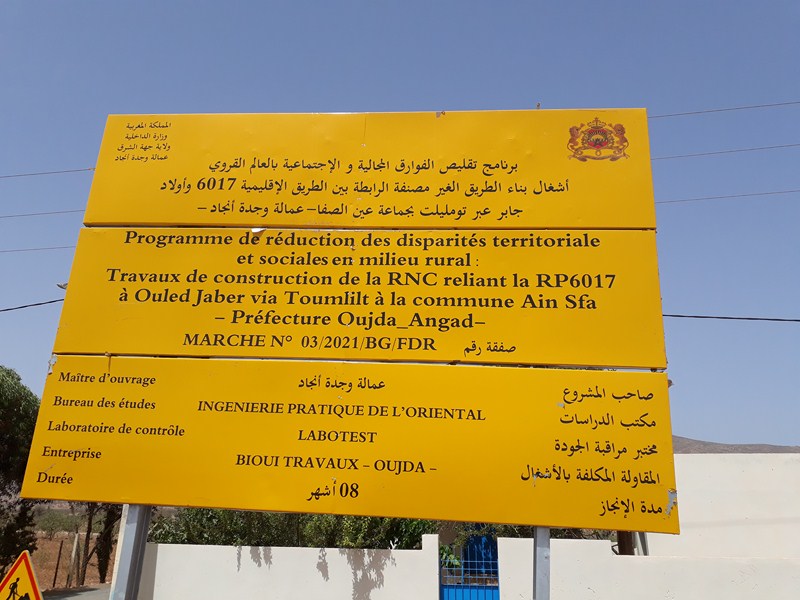 المملكة المغربية
وزارة الداخلية
ولاية جهة الشرق
عمالة وجدة أنجاد
برنامج تقليص الفوارق المجالية و الإجتماعية بالعالم القروي
أشغال بناء الطريق الغير مصنفة الرابطة بين الطريق الإقليمية 6017 وأولاد
جابر عبر تومليلت بجماعة عين الصفا– عمالة وجدة أنجاد –
Programme de réduction des disparités territoriale
et sociales en milieu rural :
Travaux de construction de la RNC reliant la RP6017
à Ouled Jaber via Toumlilt à la commune Ain Sfa
– Préfecture Oujda_Angad–
MARCHE N° 03/2021/BG/FDR صفقة رقم
Maître d'ouvrage عمالة وجدة أنجاد صاحب المشروع
Bureau des études INGENIERIE PRATIQUE DE L'ORIENTAL مكتب الدراسات
Laboratoire de contrôle LABOTEST مختبر مراقبة الجودة
Entreprise BIOUI TRAVAUX – OUJDA – المقاولة المكلفة بالأشغال
Durée 08 أشهر مدة الإنجاز